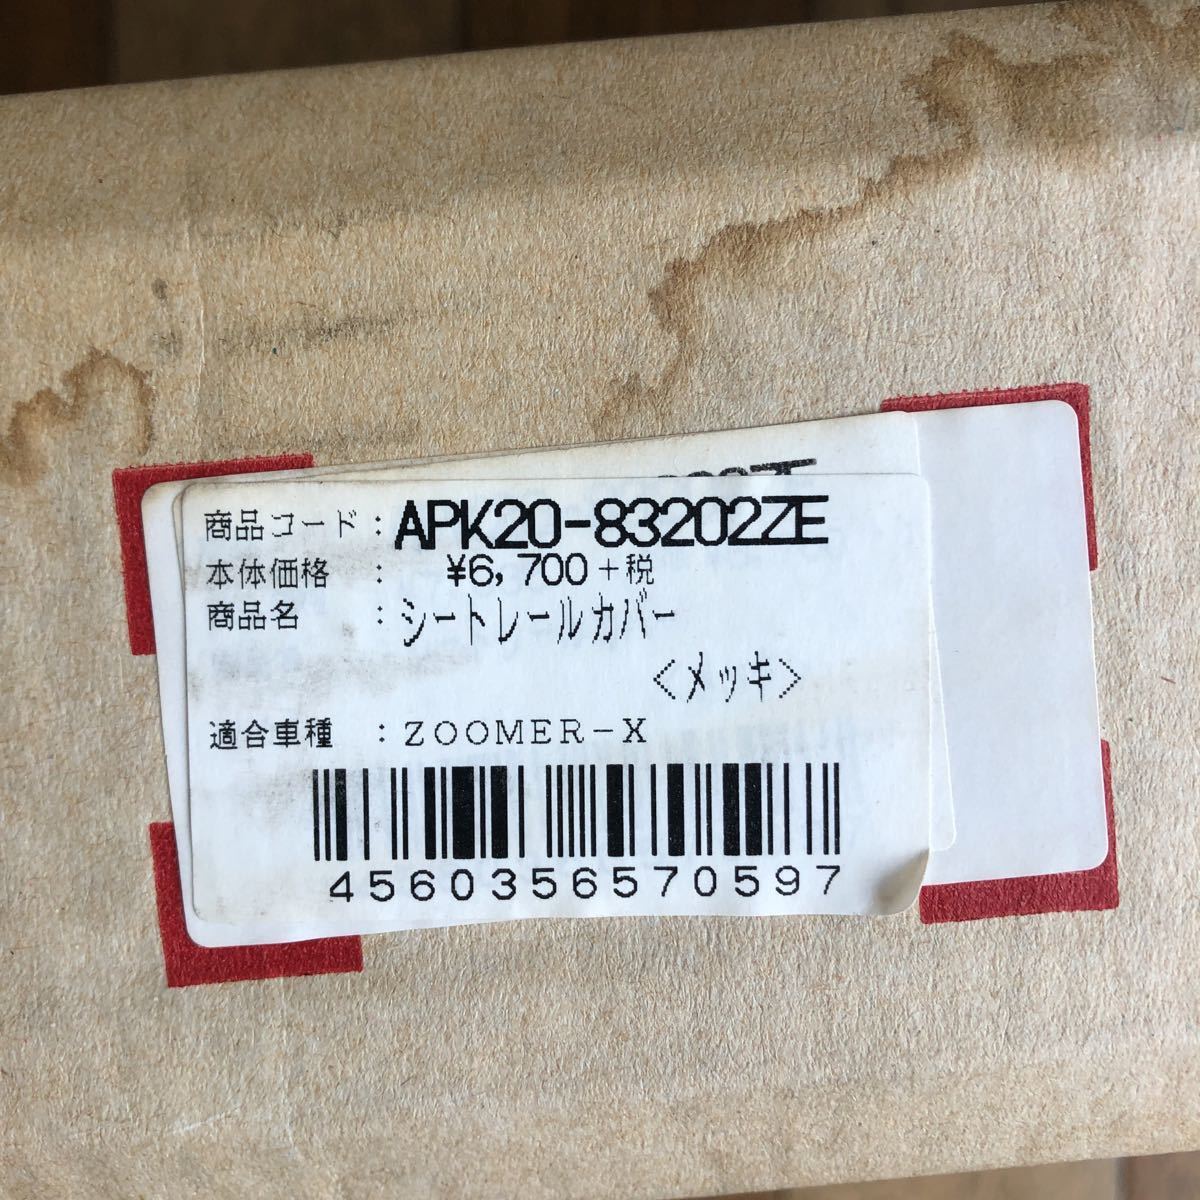 商品コード：APK20-83202ZE
本体価格　：　¥6,700＋税
商品名　　：シートレールカバー
＜メッキ＞
適合車種　：ZOOMER－X
4560356570597